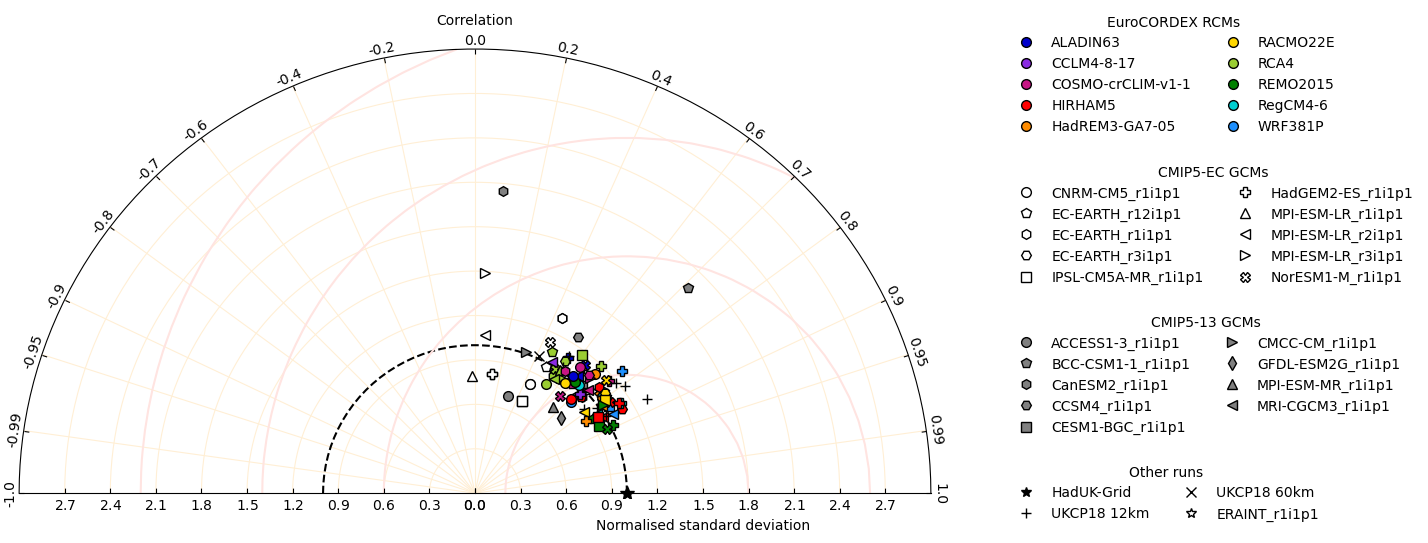 Correlation
-1.0
-0.99
-0.95
-0.9
-0.8
-0.7
-0.6
-0.4
-0.2
0.0
0.2
0.4
0.6
0.7
0.8
0.9
0.95
0.99
1.0
2.7 2.4 2.1 1.8 1.5 1.2 0.9 0.6 0.3 0.0 0.3 0.6 0.9 1.2 1.5 1.8 2.1 2.4 2.7
Normalised standard deviation
EuroCORDEX RCMs
ALADIN63
CCLM4-8-17
COSMO-crCLIM-v1-1
HIRHAM5
HadREM3-GA7-05
RACMO22E
RCA4
REMO2015
RegCM4-6
WRF381P
CMIP5-EC GCMs
CNRM-CM5_r1i1p1
EC-EARTH_r12i1p1
EC-EARTH_r1i1p1
EC-EARTH_r3i1p1
IPSL-CM5A-MR_r1i1p1
HadGEM2-ES_r1i1p1
MPI-ESM-LR_r1i1p1
MPI-ESM-LR_r2i1p1
MPI-ESM-LR_r3i1p1
NorESM1-M_r1i1p1
CMIP5-13 GCMs
ACCESS1-3_r1i1p1
BCC-CSM1-1_r1i1p1
CanESM2_r1i1p1
CCSM4_r1i1p1
CESM1-BGC_r1i1p1
CMCC-CM_r1i1p1
GFDL-ESM2G_r1i1p1
MPI-ESM-MR_r1i1p1
MRI-CGCM3_r1i1p1
Other runs
HadUK-Grid
UKCP18 12km
UKCP18 60km
ERAINT_r1i1p1